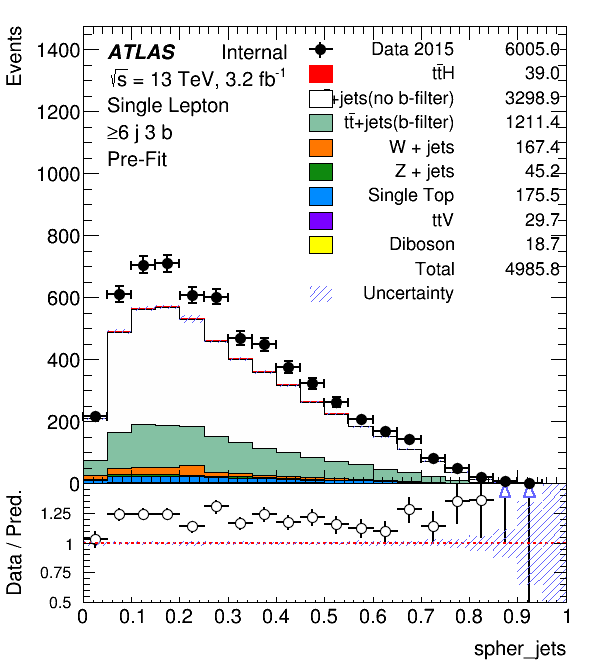 Events
1400
1200
1000
800
600
400
200
0
ATLAS Internal
√s = 13 TeV, 3.2 fb⁻¹
Single Lepton
≥6 j 3 b
Pre-Fit
Data 2015 6005.0
tt̄H 39.0
+jets(no b-filter) 3298.9
tt̄+jets(b-filter) 1211.4
W + jets 167.4
Z + jets 45.2
Single Top 175.5
ttV 29.7
Diboson 18.7
Total 4985.8
Uncertainty
Data / Pred.
1.25
1
0.75
0.5
0 0.1 0.2 0.3 0.4 0.5 0.6 0.7 0.8 0.9 1
spher_jets